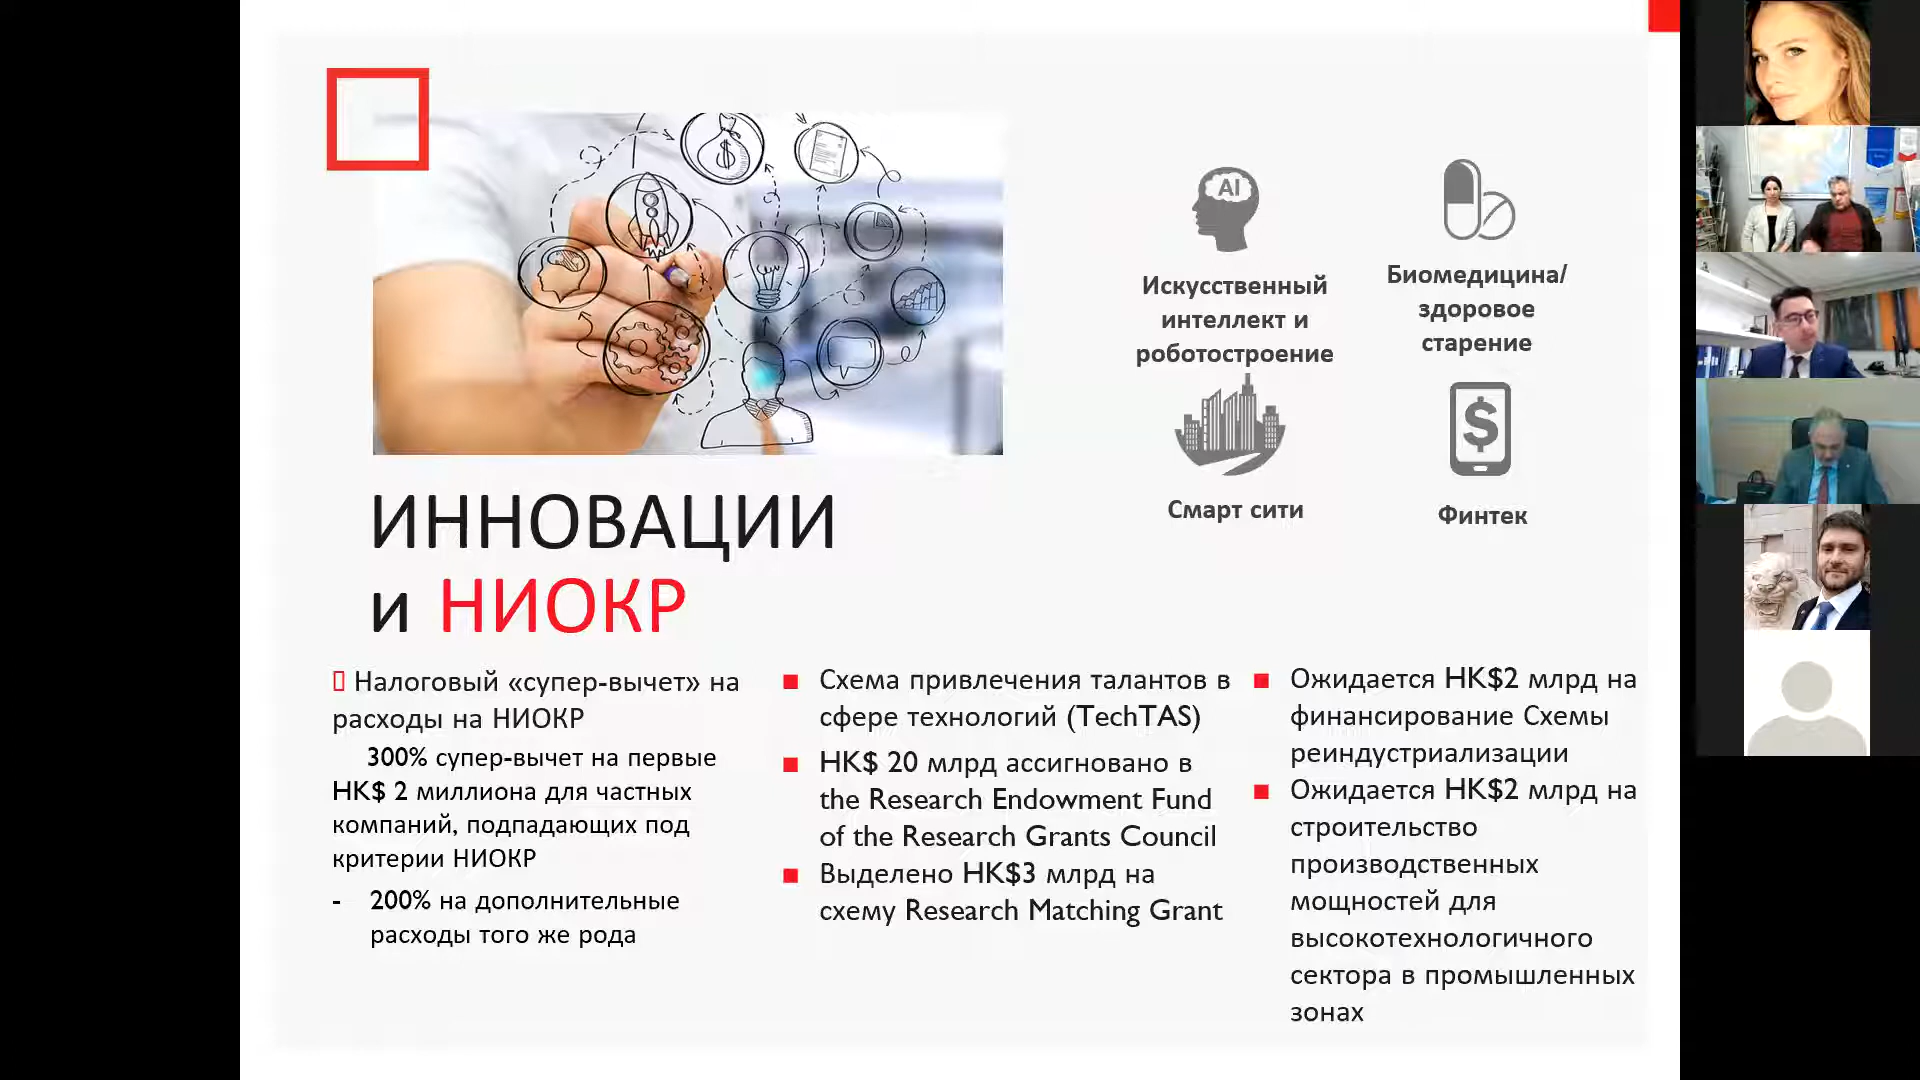 AI
Искусственный
интеллект и
роботостроение
Биомедицина/
здоровое
старение
Смарт сити
$
Финтек
ИННОВАЦИИ
и НИОКР
Налоговый «супер-вычет» на
расходы на НИОКР
300% супер-вычет на первые
HK$ 2 миллиона для частных
компаний, подпадающих под
критерии НИОКР
- 200% на дополнительные
расходы того же рода
■ Схема привлечения талантов в
сфере технологий (TechTAS)
■ HK$ 20 млрд ассигновано в
the Research Endowment Fund
of the Research Grants Council
■ Выделено HK$3 млрд на
схему Research Matching Grant
■ Ожидается HK$2 млрд на
финансирование Схемы
реиндустриализации
■ Ожидается HK$2 млрд на
строительство
производственных
мощностей для
высокотехнологичного
сектора в промышленных
зонах